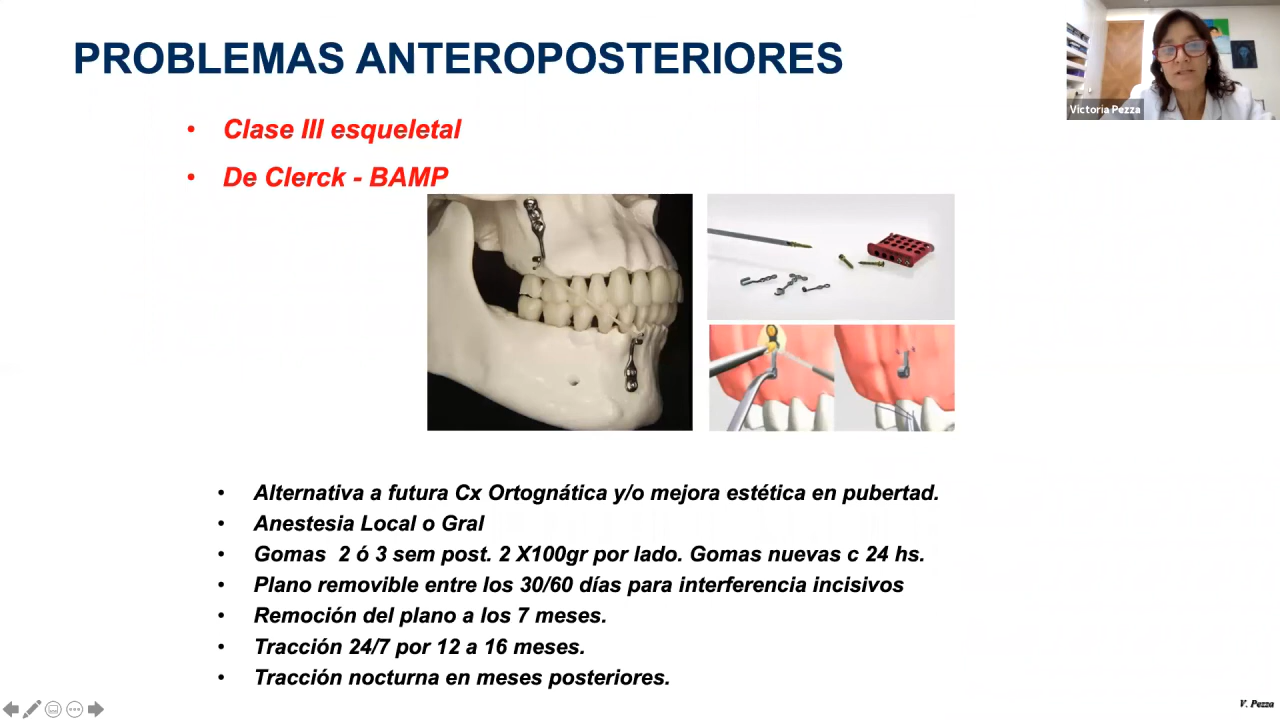 PROBLEMAS ANTEROPOSTERIORES
Victoria Pezza
• Clase III esqueletal
• De Clerck - BAMP
• Alternativa a futura Cx Ortognática y/o mejora estética en pubertad.
• Anestesia Local o Gral
• Gomas 2 ó 3 sem post. 2 X100gr por lado. Gomas nuevas c 24 hs.
• Plano removible entre los 30/60 días para interferencia incisivos
• Remoción del plano a los 7 meses.
• Tracción 24/7 por 12 a 16 meses.
• Tracción nocturna en meses posteriores.
V. Pezza